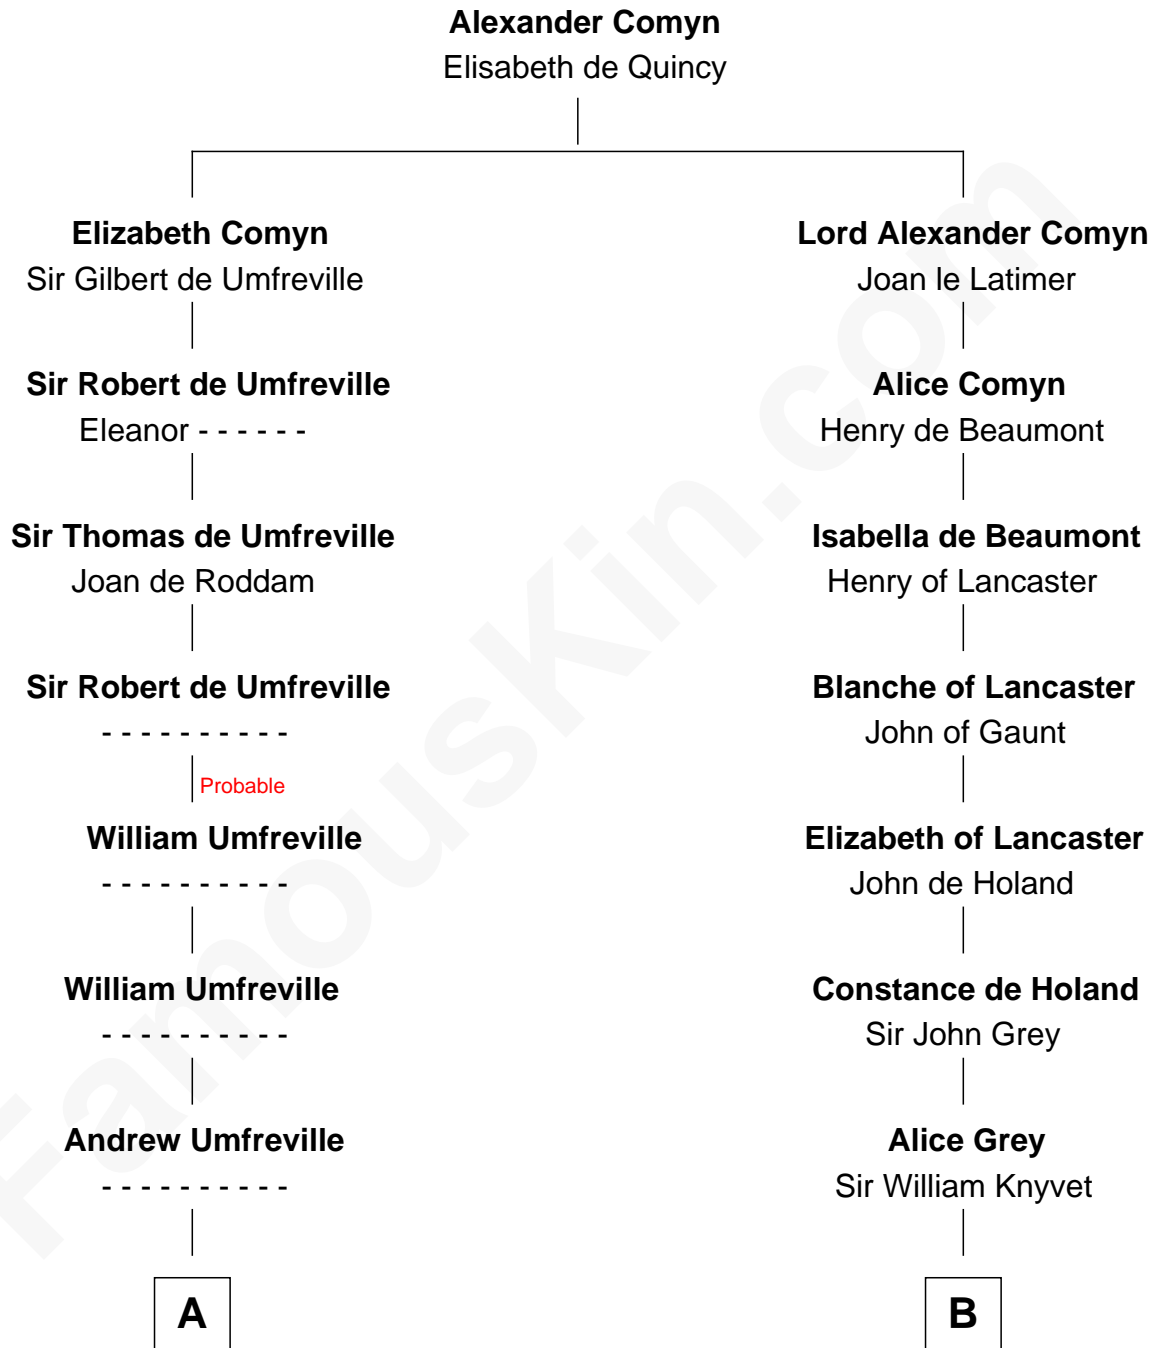 Alexander Comyn
Elisabeth de Quincy
Elizabeth Comyn
Sir Gilbert de Umfreville
Lord Alexander Comyn
Joan le Latimer
Sir Robert de Umfreville
Eleanor - - - - - -
Alice Comyn
Henry de Beaumont
Sir Thomas de Umfreville
Joan de Roddam
Isabella de Beaumont
Henry of Lancaster
Sir Robert de Umfreville
- - - - - - - - - -
Probable
Blanche of Lancaster
John of Gaunt
William Umfreville
- - - - - - - - - -
Elizabeth of Lancaster
John de Holand
William Umfreville
- - - - - - - - - -
Constance de Holand
Sir John Grey
Andrew Umfreville
- - - - - - - - - -
Alice Grey
Sir William Knyvet
A
B
FamousKin.com